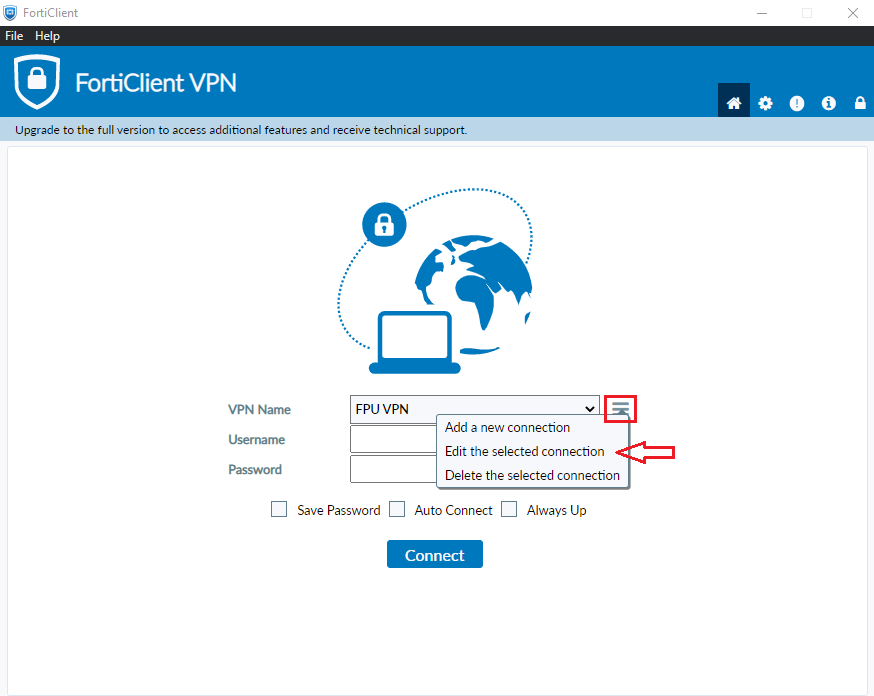 FortiClient
File Help
FortiClient VPN
Upgrade to the full version to access additional features and receive technical support.
VPN Name
FPU VPN
Add a new connection
Username
Edit the selected connection
Password
Delete the selected connection
Save Password Auto Connect Always Up
Connect